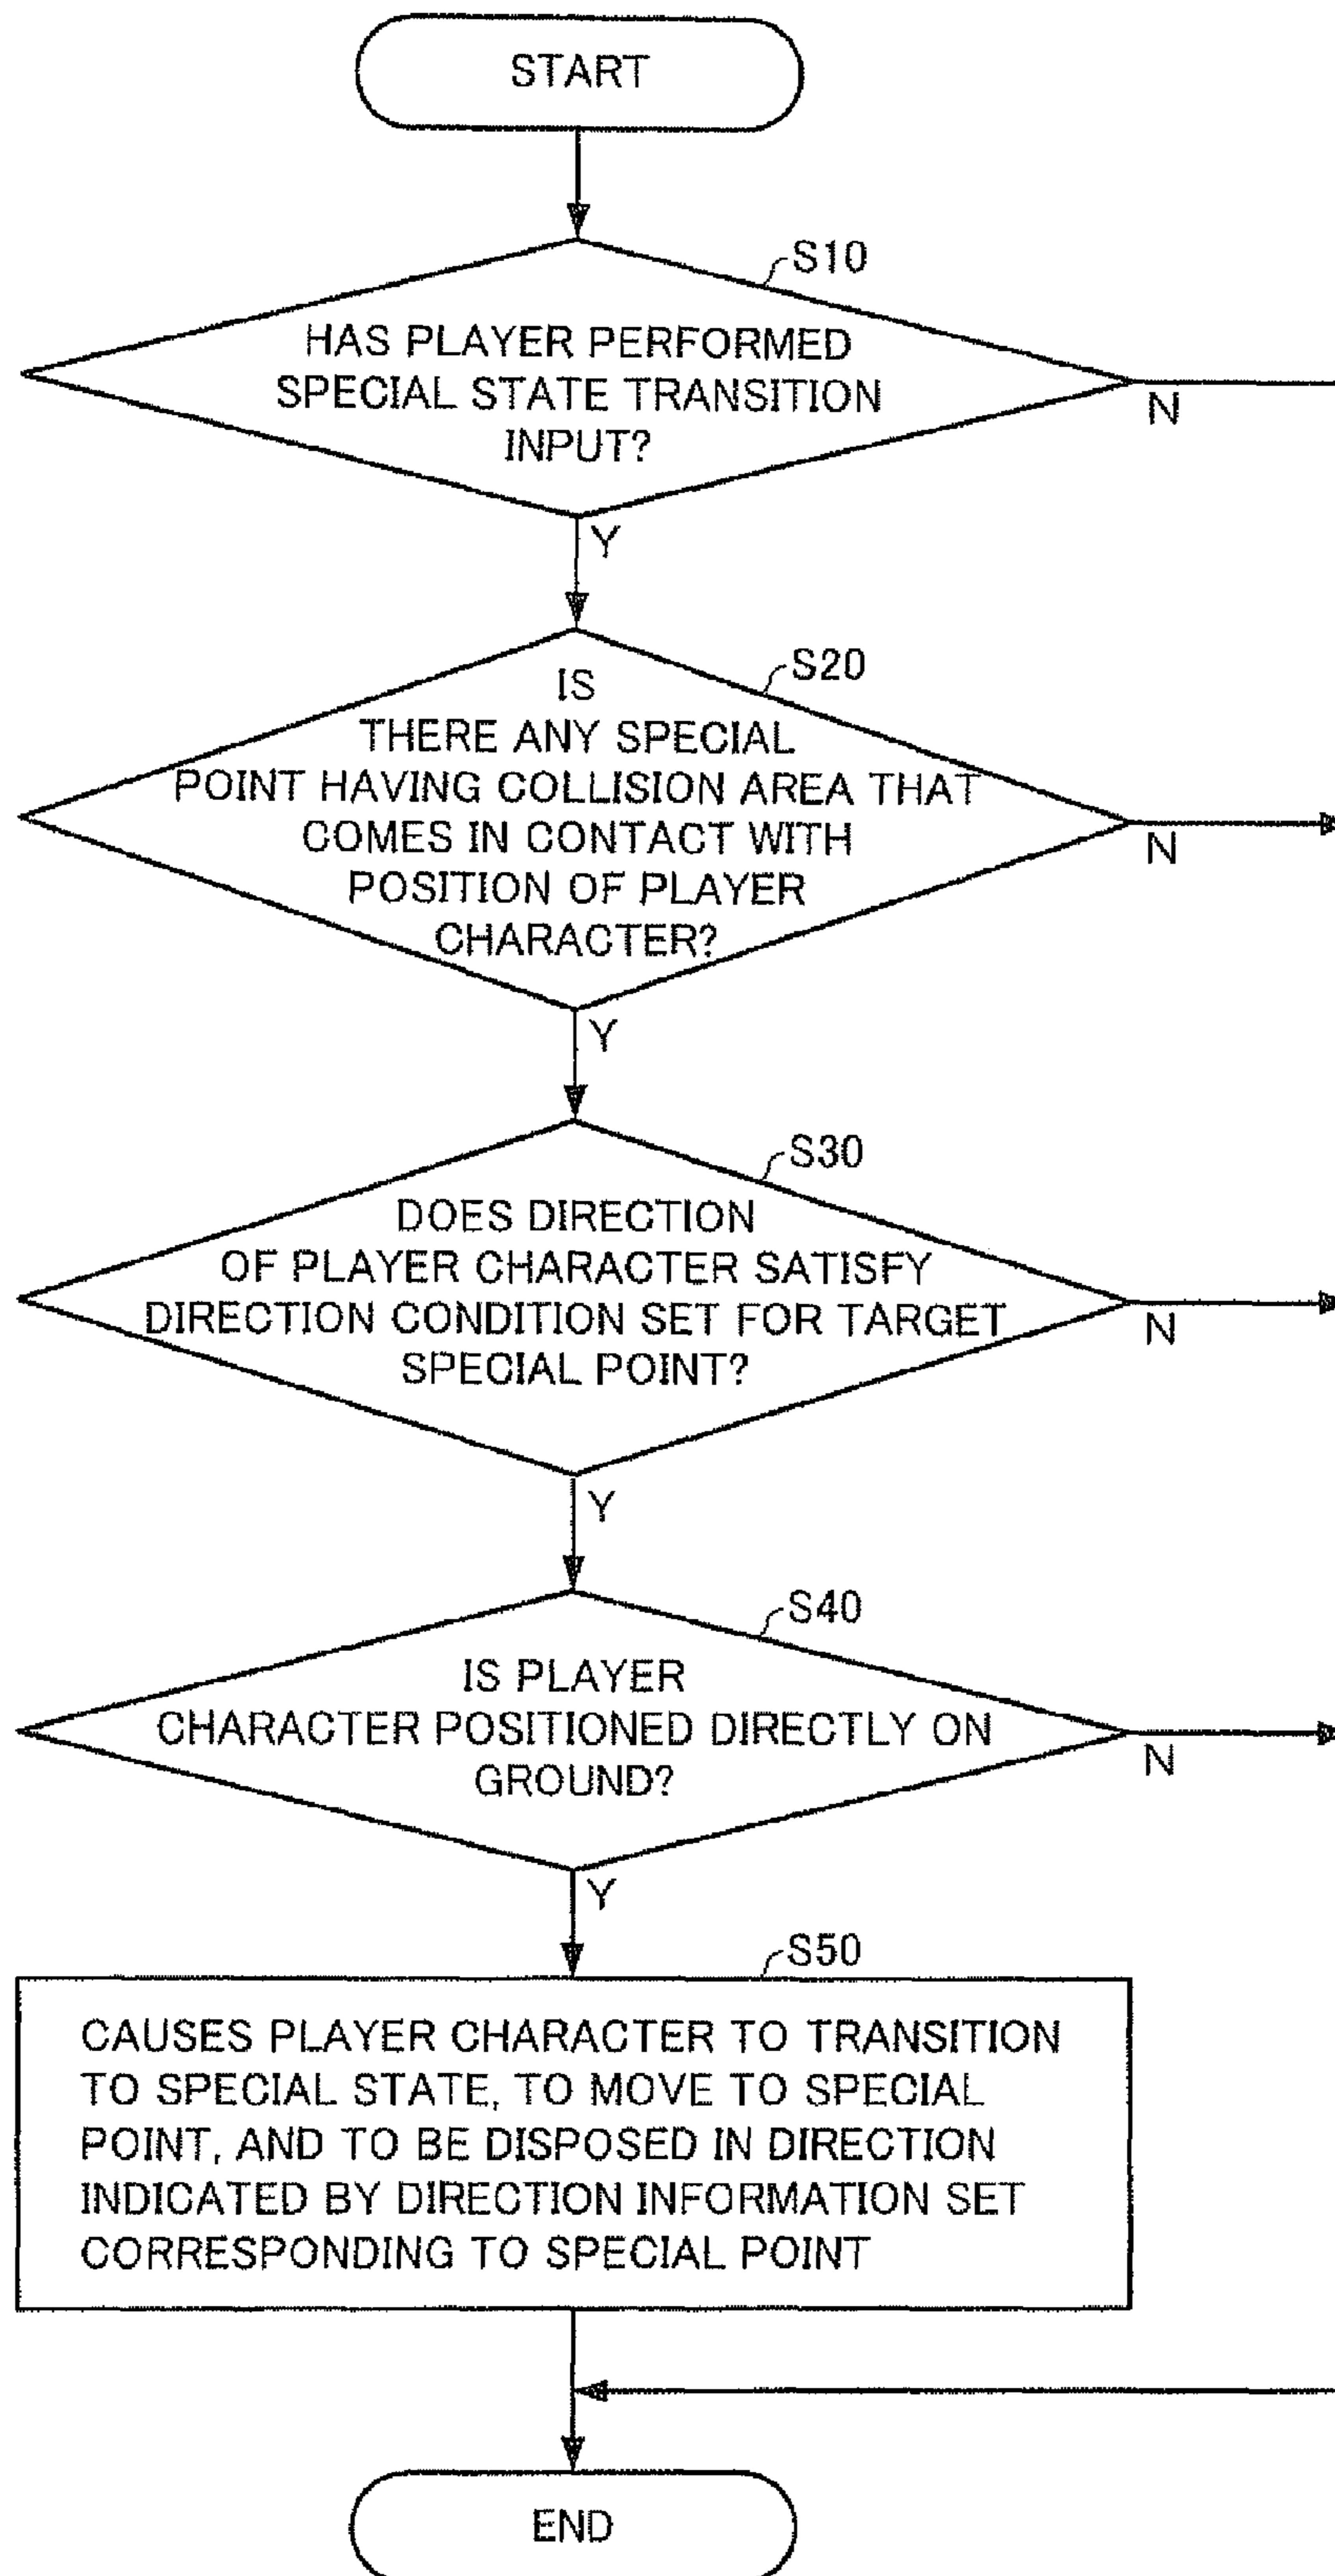 START
S10
HAS PLAYER PERFORMED
SPECIAL STATE TRANSITION
INPUT?
N
Y
S20
IS
THERE ANY SPECIAL
POINT HAVING COLLISION AREA THAT
COMES IN CONTACT WITH
POSITION OF PLAYER
CHARACTER?
N
Y
S30
DOES DIRECTION
OF PLAYER CHARACTER SATISFY
DIRECTION CONDITION SET FOR TARGET
SPECIAL POINT?
N
Y
S40
IS PLAYER
CHARACTER POSITIONED DIRECTLY ON
GROUND?
N
Y
S50
CAUSES PLAYER CHARACTER TO TRANSITION
TO SPECIAL STATE, TO MOVE TO SPECIAL
POINT, AND TO BE DISPOSED IN DIRECTION
INDICATED BY DIRECTION INFORMATION SET
CORRESPONDING TO SPECIAL POINT
END